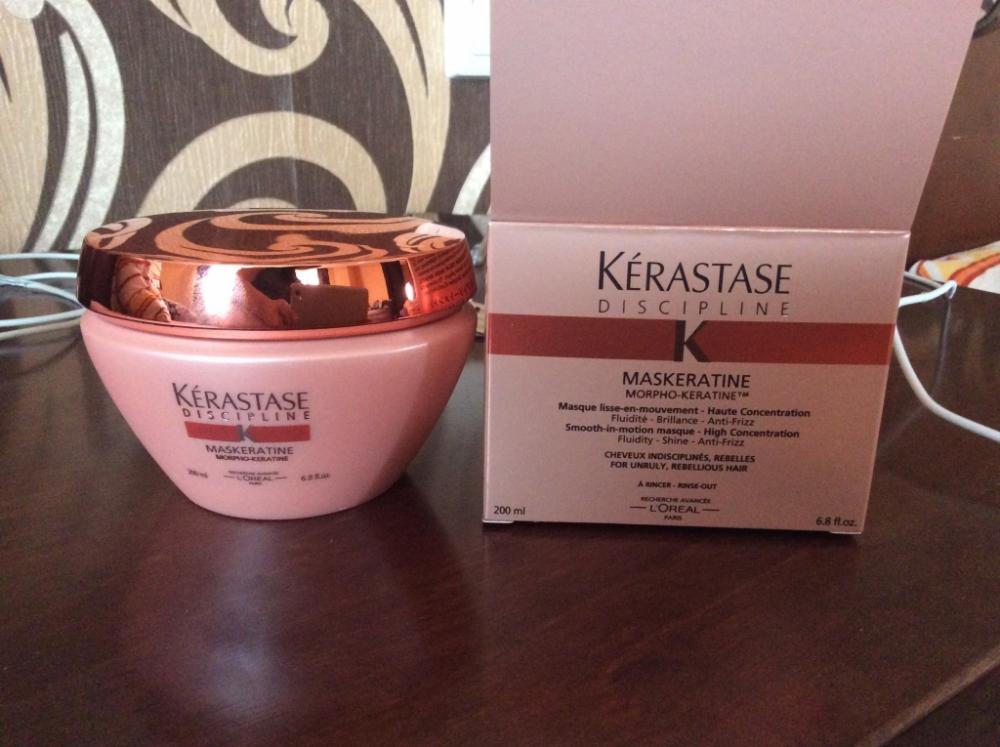 KÉRASTASE
DISCIPLINE
K
MASKERATINE
MORPHO-KERATINE
200 ml
RECHERCHE AVANCÉE
L'ORÉAL
PARIS
6.8 fl.oz.
KÉRASTASE
DISCIPLINE
K
MASKERATINE
MORPHO-KERATINE™
Masque lisse-en-mouvement - Haute Concentration
Fluidité - Brillance - Anti-Frizz
Smooth-in-motion masque - High Concentration
Fluidity - Shine - Anti-Frizz
CHEVEUX INDISCIPLINÉS, REBELLES
FOR UNRULY, REBELLIOUS HAIR
À RINCER - RINSE-OUT
RECHERCHE AVANCÉE
L'ORÉAL
PARIS
200 ml
6.8 fl.oz.